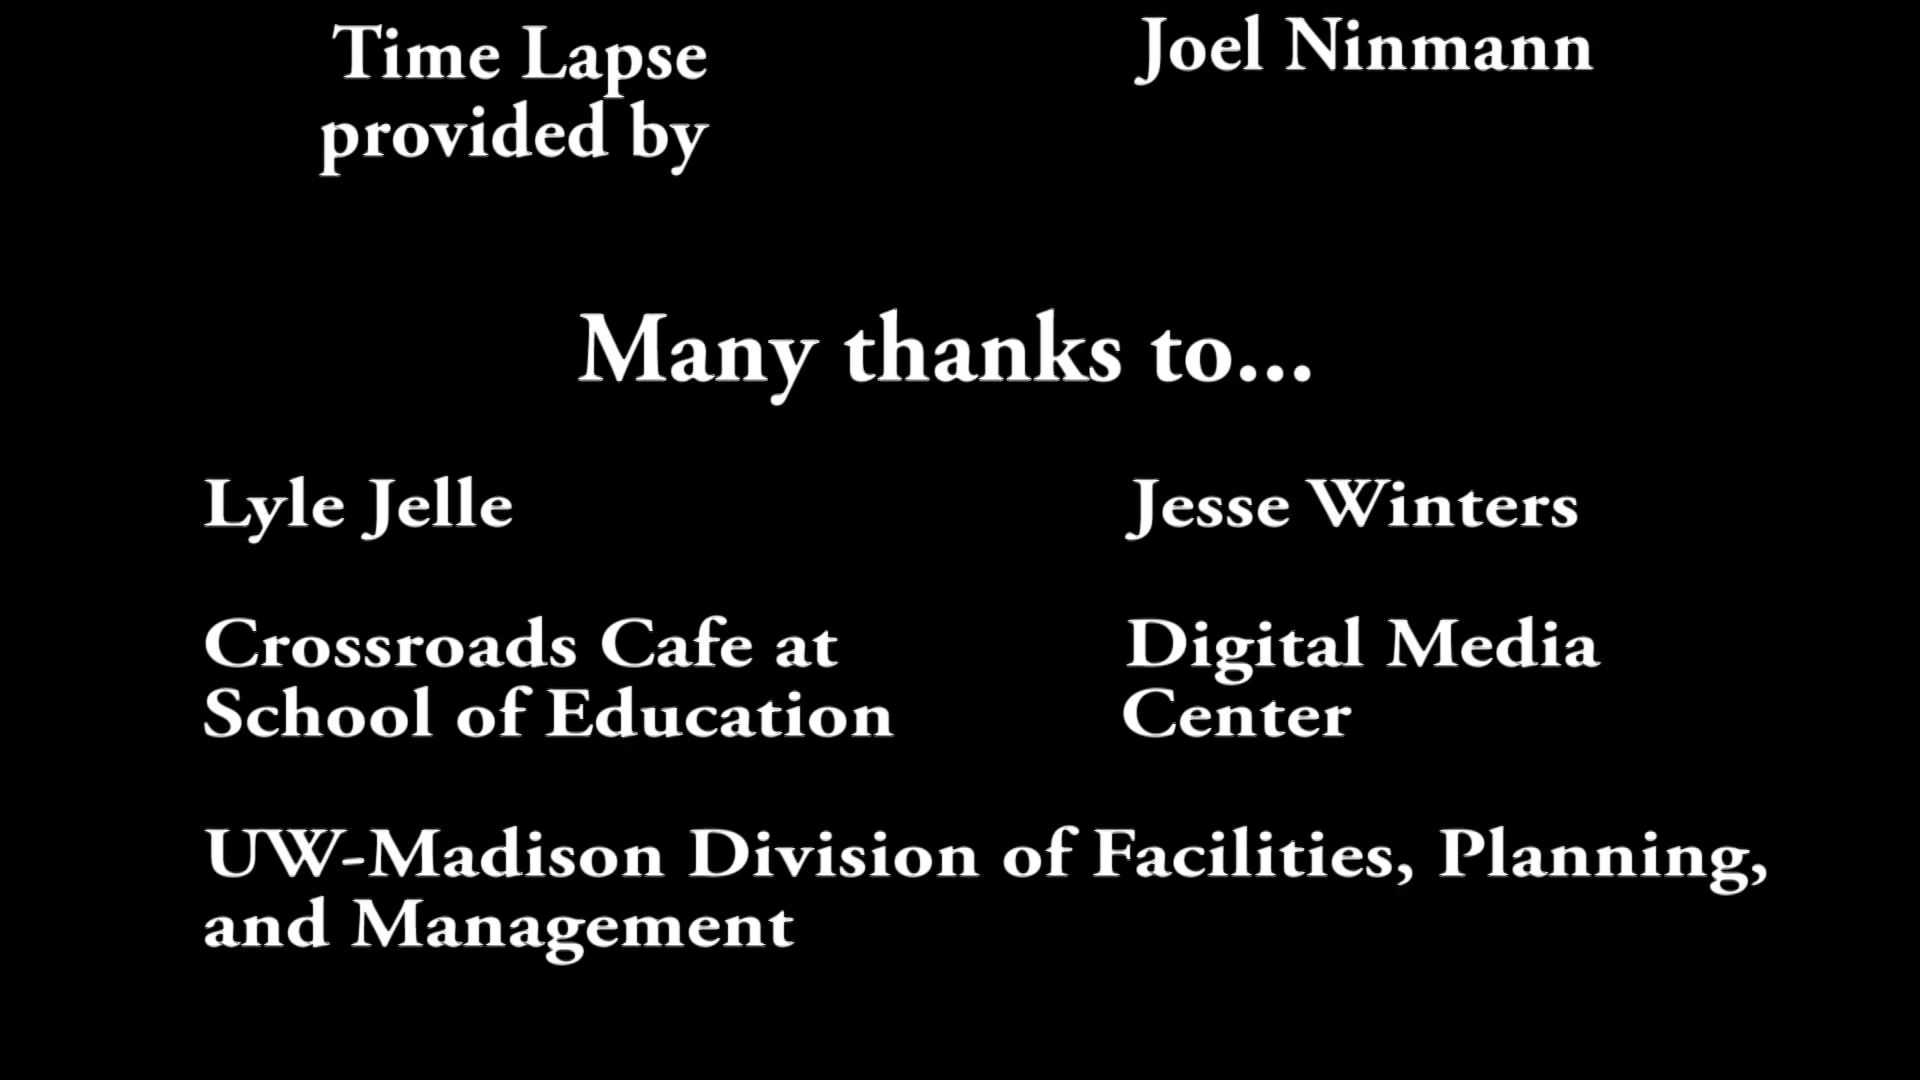 Time Lapse
provided by
Joel Ninmann
Many thanks to...
Lyle Jelle
Jesse Winters
Crossroads Cafe at
School of Education
Digital Media
Center
UW-Madison Division of Facilities, Planning,
and Management